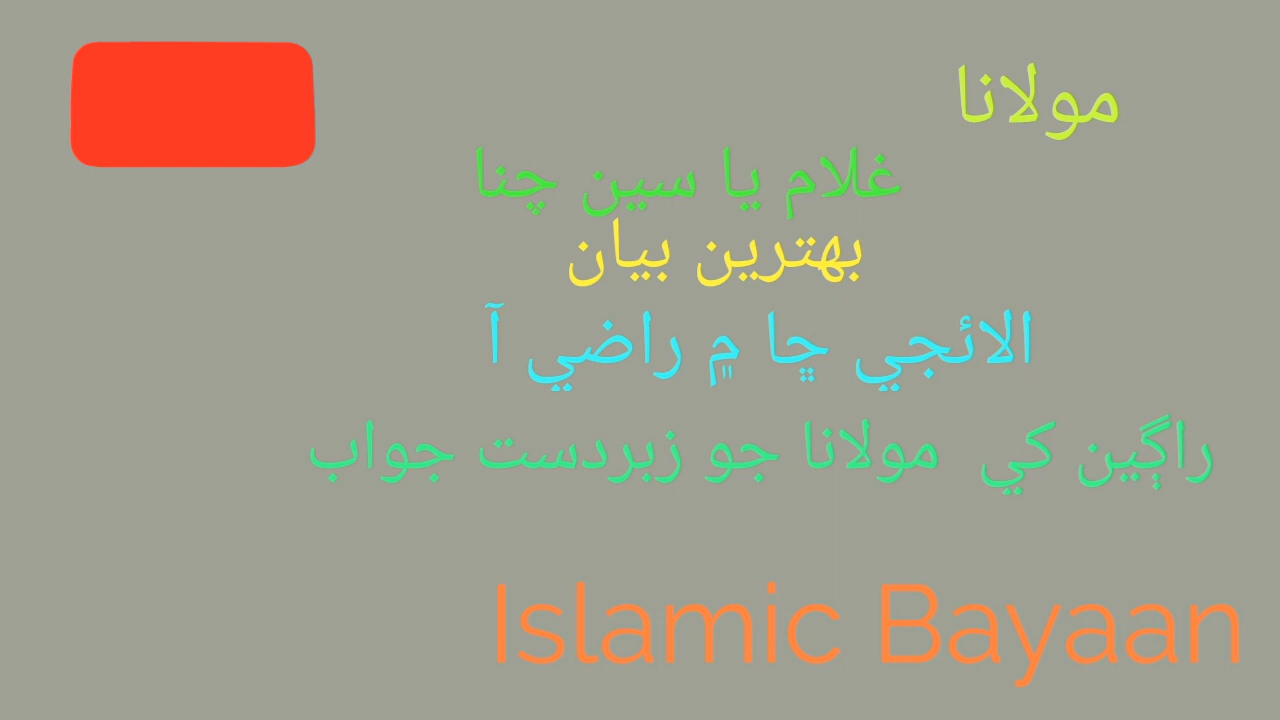 مولانا
غلام يا سين چنا
بهترين بيان
الائجي ڇا ۾ راضي آ
راڳين کي مولانا جو زبردست جواب
Islamic Bayaan